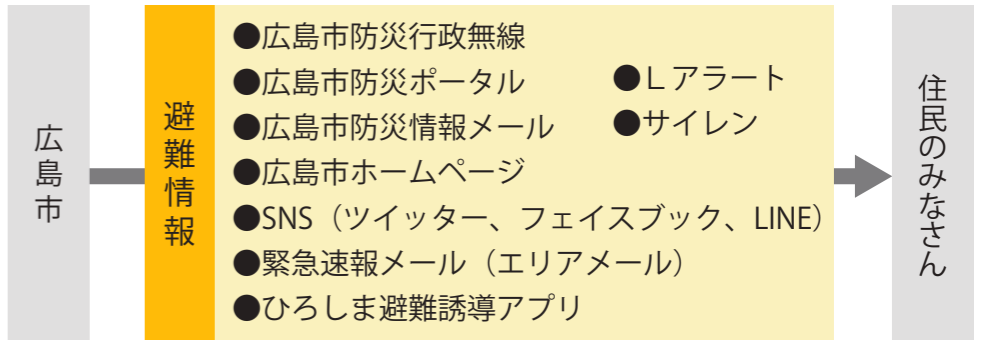 広島市
避難情報
●広島市防災行政無線
●広島市防災ポータル
●広島市防災情報メール
●広島市ホームページ
●SNS（ツイッター、フェイスブック、LINE）
●緊急速報メール（エリアメール）
●ひろしま避難誘導アプリ
●Ｌアラート
●サイレン
住民のみなさん